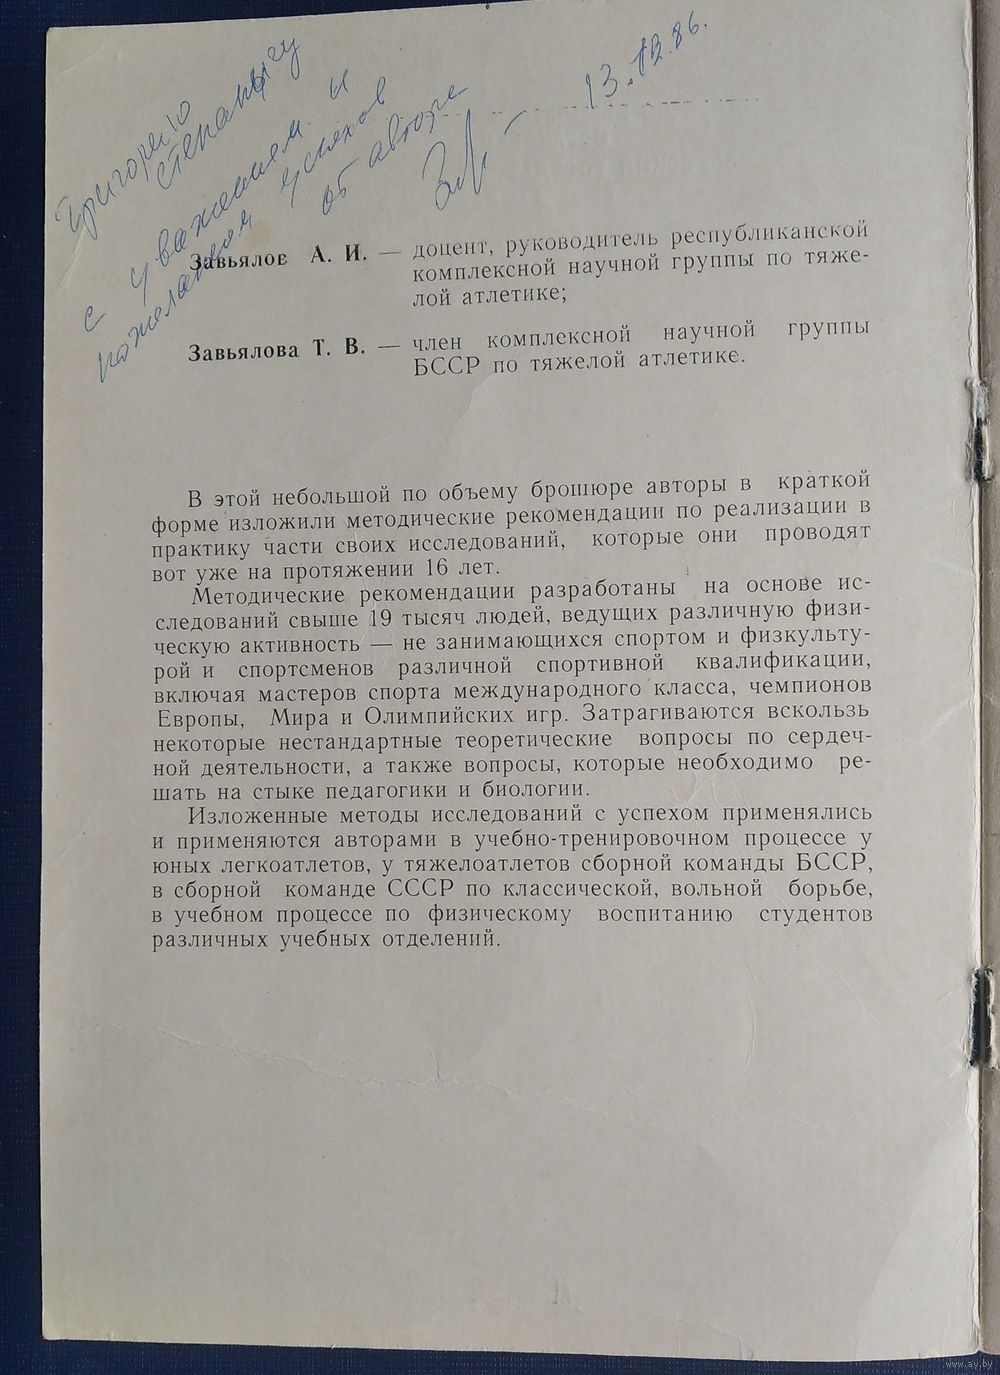 Григорию
Степанычу
с уважением и
пожеланием успехов
от автора
13.12.86.
Завьялов А. И. — доцент, руководитель республиканской
комплексной научной группы по тяже-
лой атлетике;
Завьялова Т. В. — член комплексной научной группы
БССР по тяжелой атлетике.
В этой небольшой по объему брошюре авторы в краткой
форме изложили методические рекомендации по реализации в
практику части своих исследований, которые они проводят
вот уже на протяжении 16 лет.
Методические рекомендации разработаны на основе ис-
следований свыше 19 тысяч людей, ведущих различную физи-
ческую активность — не занимающихся спортом и физкульту-
рой и спортсменов различной спортивной квалификации,
включая мастеров спорта международного класса, чемпионов
Европы, Мира и Олимпийских игр. Затрагиваются вскользь
некоторые нестандартные теоретические вопросы по сердеч-
ной деятельности, а также вопросы, которые необходимо ре-
шать на стыке педагогики и биологии.
Изложенные методы исследований с успехом применялись
и применяются авторами в учебно-тренировочном процессе у
юных легкоатлетов, у тяжелоатлетов сборной команды БССР,
в сборной команде СССР по классической, вольной борьбе,
в учебном процессе по физическому воспитанию студентов
различных учебных отделений.
www.ay.by